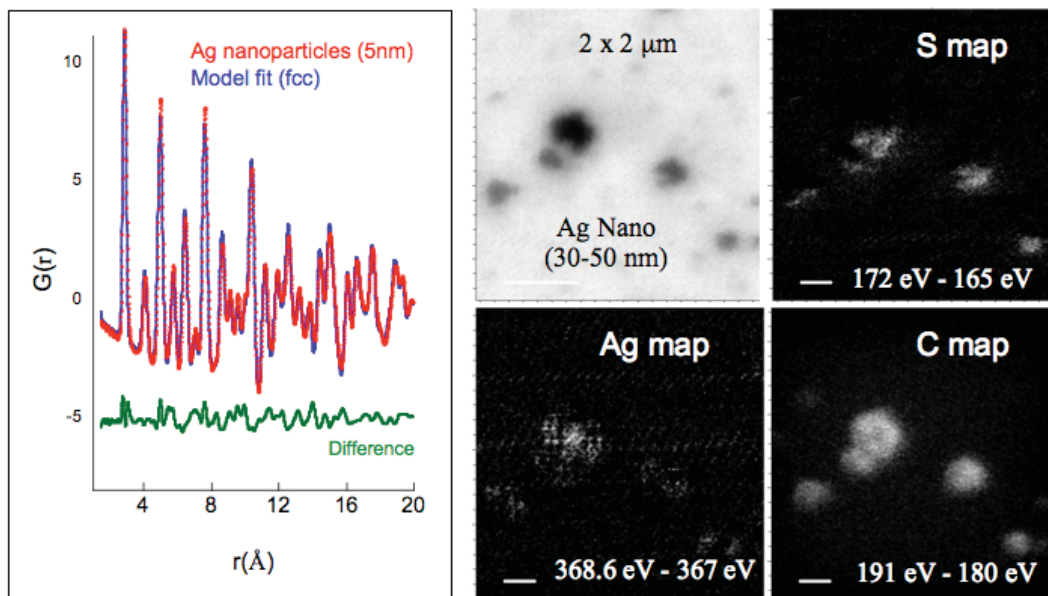 10
5
0
-5
G(r)
Ag nanoparticles (5nm)
Model fit (fcc)
Difference
4
8
12
16
20
r(Å)
2 x 2 μm
Ag Nano
(30-50 nm)
S map
172 eV - 165 eV
Ag map
368.6 eV - 367 eV
C map
191 eV - 180 eV